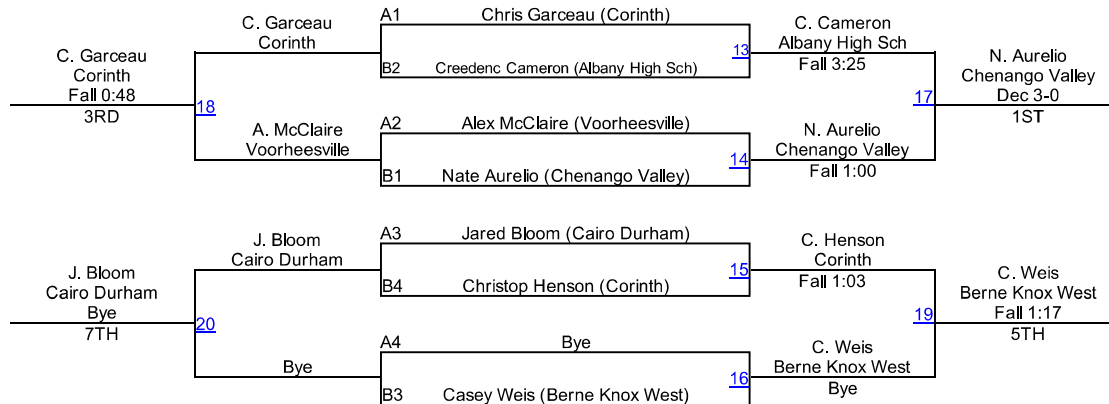 A1 Chris Garceau (Corinth)
C. Garceau
Corinth
C. Cameron
Albany High Sch
Fall 3:25
13
B2 Creedenc Cameron (Albany High Sch)
C. Garceau
Corinth
Fall 0:48
3RD
18
N. Aurelio
Chenango Valley
Dec 3-0
1ST
17
A2 Alex McClaire (Voorheesville)
A. McClaire
Voorheesville
N. Aurelio
Chenango Valley
Fall 1:00
14
B1 Nate Aurelio (Chenango Valley)
A3 Jared Bloom (Cairo Durham)
J. Bloom
Cairo Durham
C. Henson
Corinth
Fall 1:03
15
B4 Christop Henson (Corinth)
J. Bloom
Cairo Durham
Bye
7TH
20
C. Weis
Berne Knox West
Fall 1:17
5TH
19
A4 Bye
Bye
C. Weis
Berne Knox West
Bye
16
B3 Casey Weis (Berne Knox West)